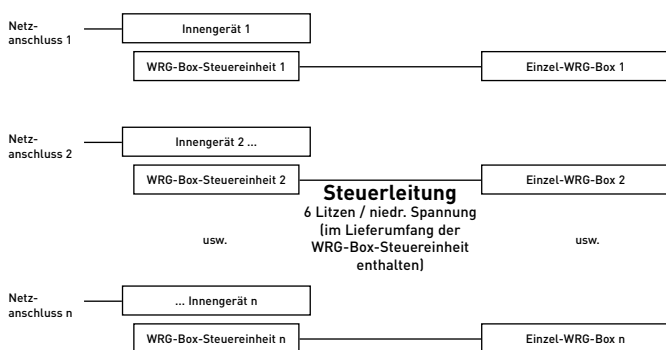 Netz-
anschluss 1
Innengerät 1
WRG-Box-Steuereinheit 1
Einzel-WRG-Box 1
Netz-
anschluss 2
Innengerät 2 ...
WRG-Box-Steuereinheit 2
Einzel-WRG-Box 2
Steuerleitung
6 Litzen / niedr. Spannung
(im Lieferumfang der
WRG-Box-Steuereinheit
enthalten)
usw.
usw.
Netz-
anschluss n
... Innengerät n
WRG-Box-Steuereinheit n
Einzel-WRG-Box n